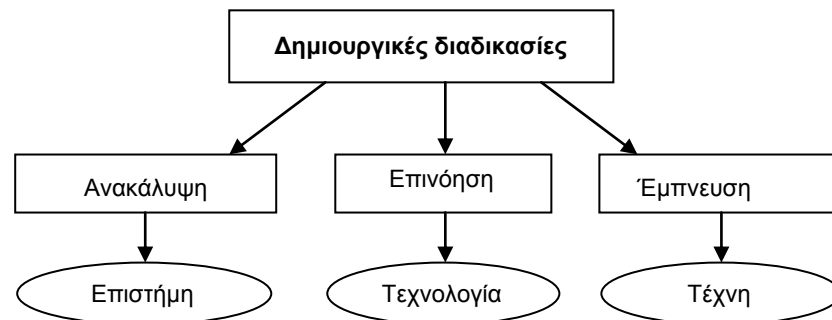 Δημιουργικές διαδικασίες
Ανακάλυψη
Επινόηση
Έμπνευση
Επιστήμη
Τεχνολογία
Τέχνη